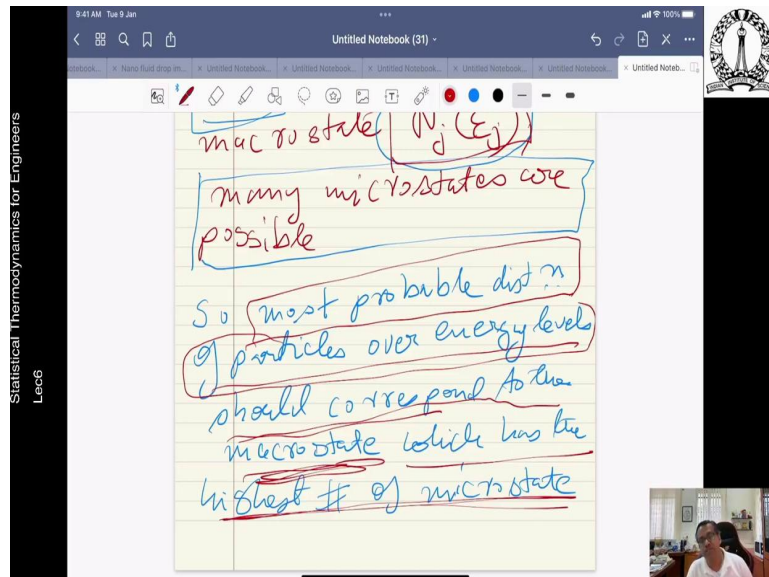 9:41 AM Tue 9 Jan
100%
Untitled Notebook (31)
otebook...
Nano fluid drop im...
Untitled Notebook...
Untitled Notebook...
Untitled Notebook...
Untitled Notebook...
Untitled Notebook...
Untitled Noteb...
macrostate Nj (Ej)
many microstates are
possible
So most probable distn
of particles over energy levels
should correspond to the
macrostate which has the
highest # of microstate
Statistical Thermodynamics for Engineers
Lec6